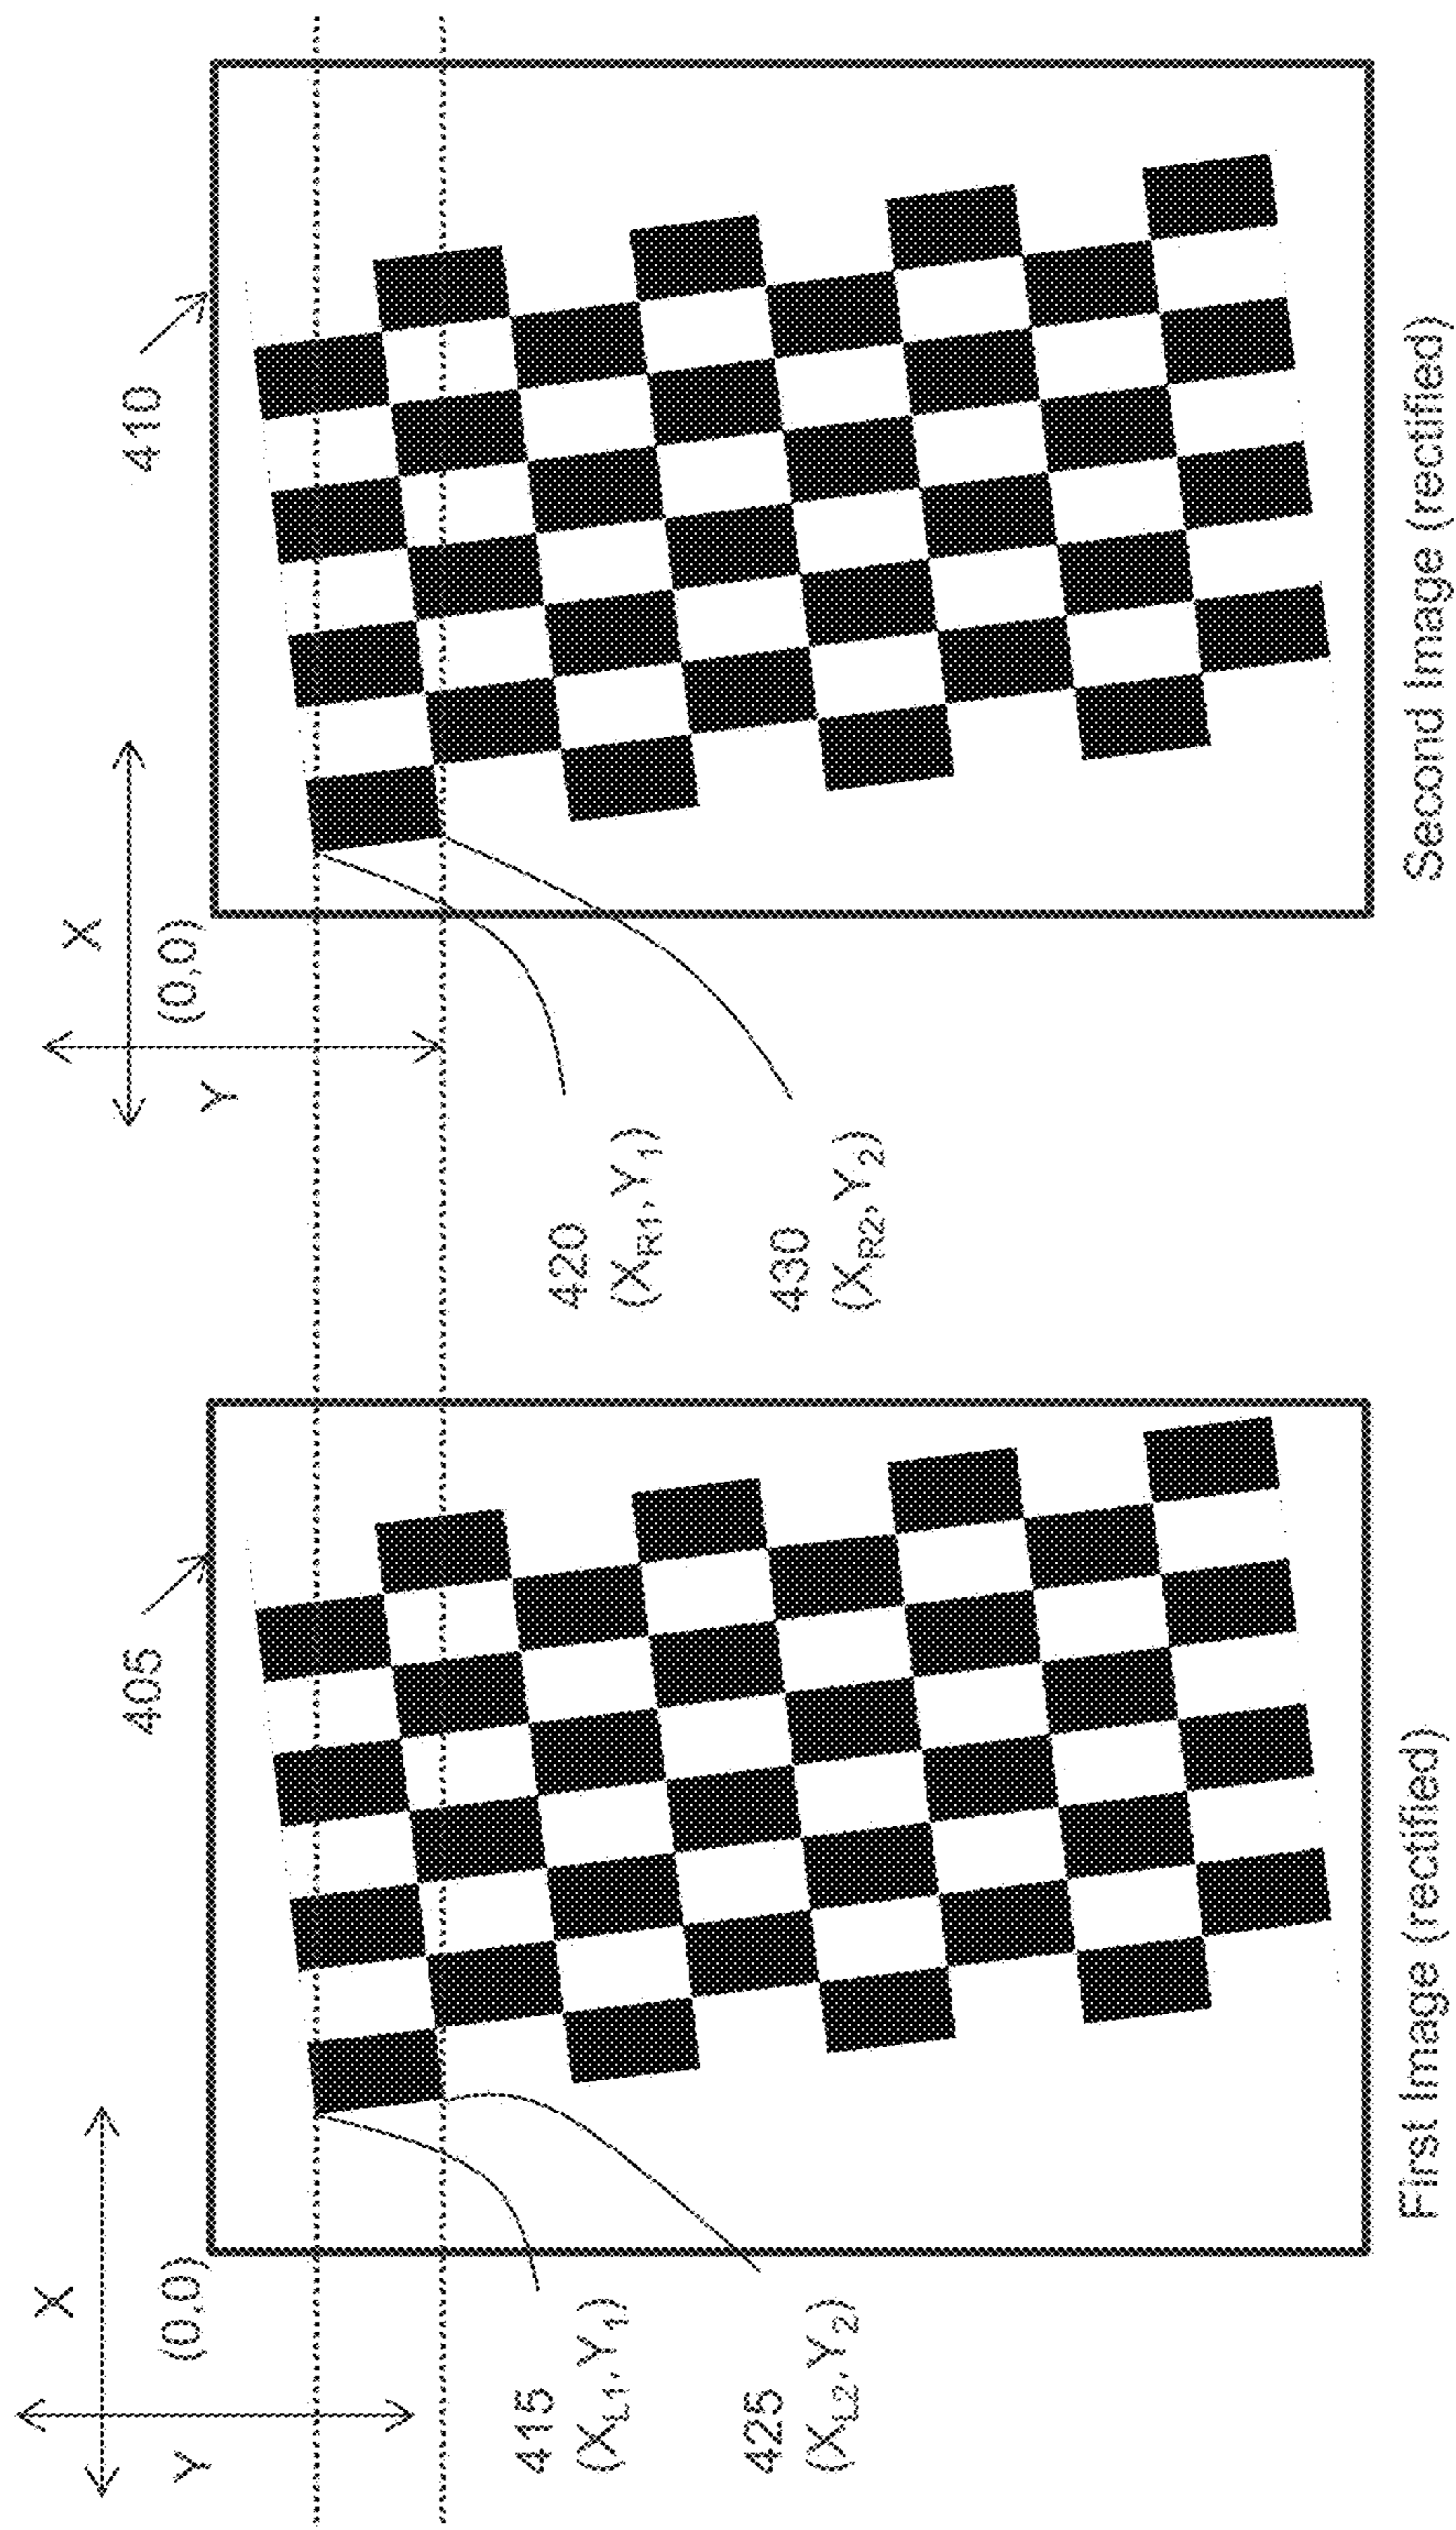 X
(0,0)
Y
405
415
(X_L1, Y_1)
425
(X_L2, Y_2)
First Image (rectified)
X
(0,0)
Y
410
420
(X_R1, Y_1)
430
(X_R2, Y_2)
Second Image (rectified)